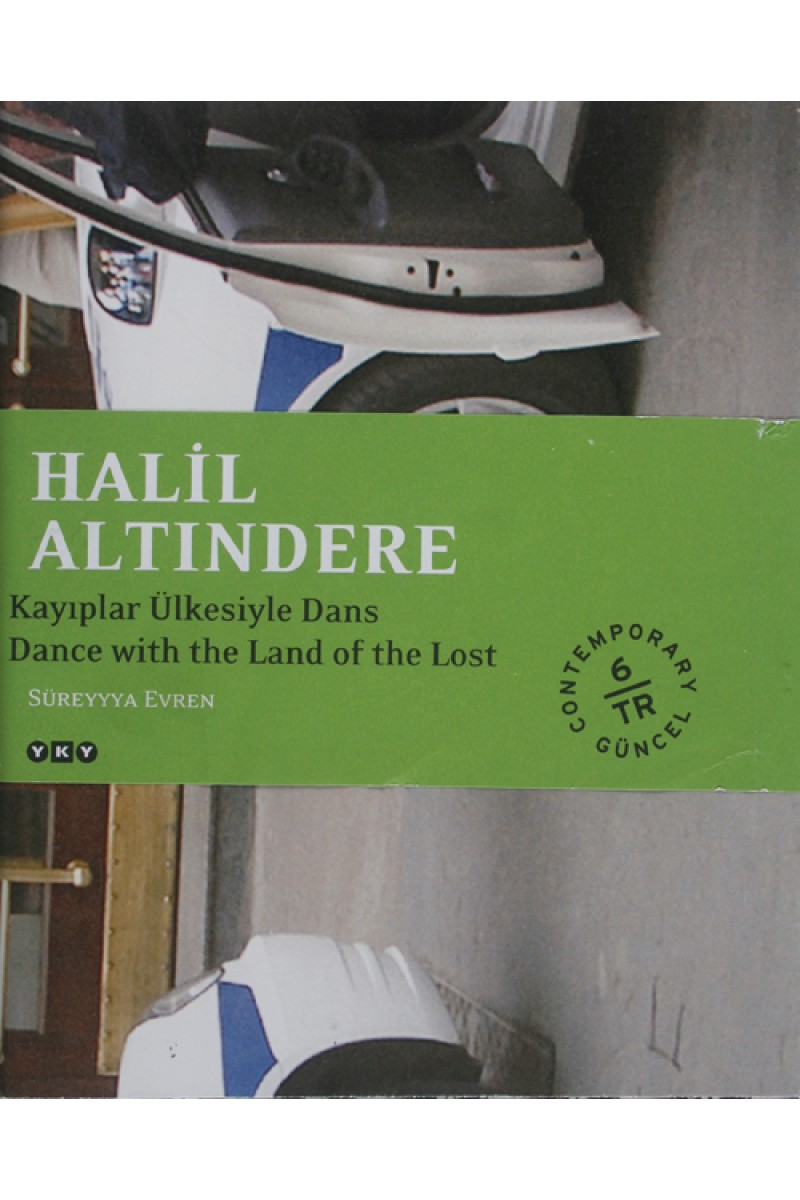 HALİL
ALTINDERE
Kayıplar Ülkesiyle Dans
Dance with the Land of the Lost
SÜREYYYA EVREN
YKY
CONTEMPORARY
6/TR
GÜNCEL